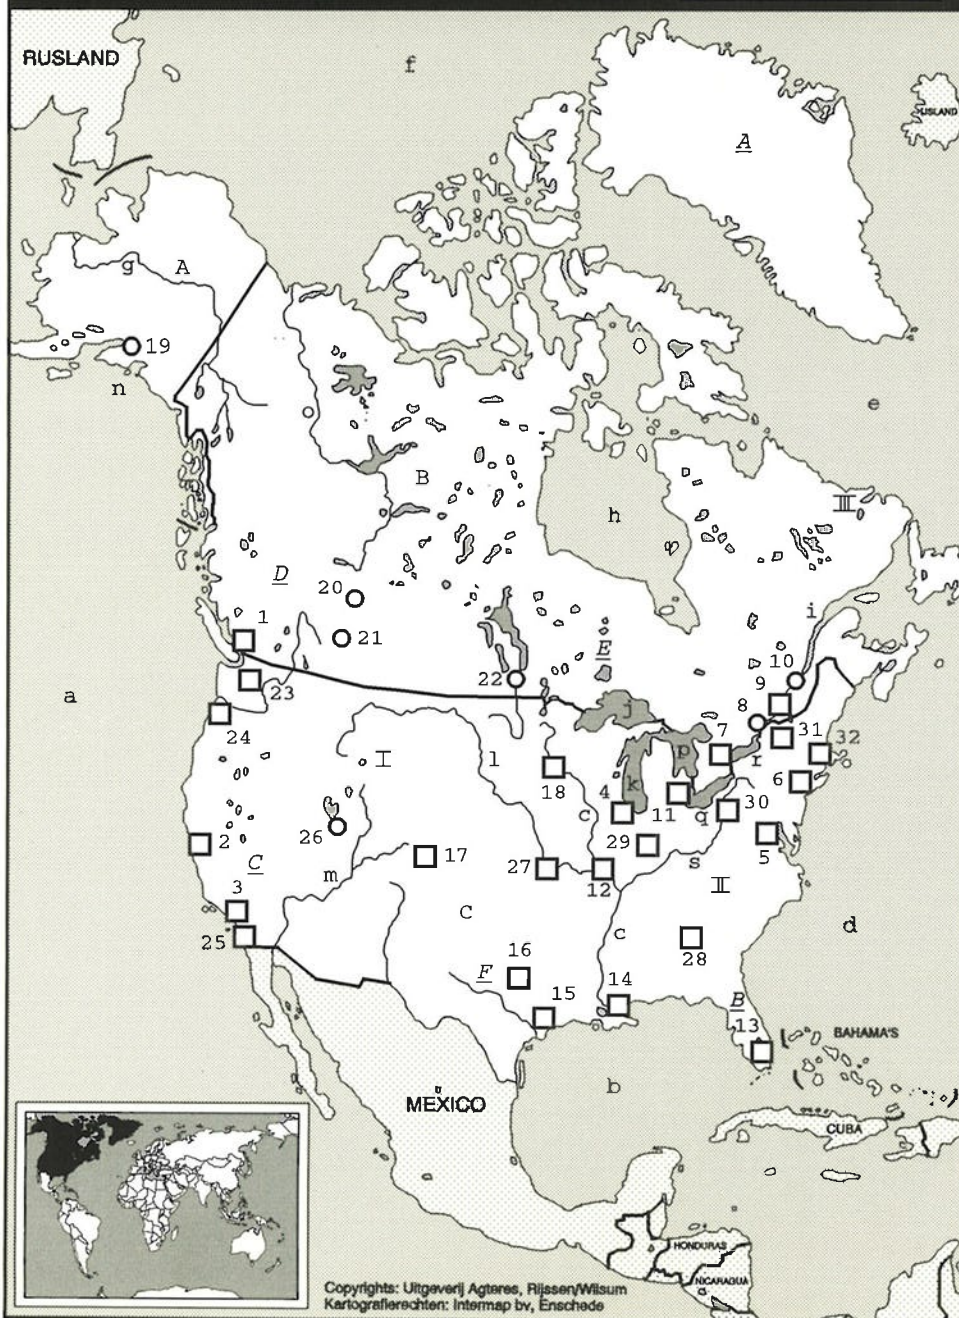 RUSLAND
f
A
IJSLAND
g
A
19
n
o
e
B
h
III
D
20
i
1
21
E
10
a
22
9
23
8
j
24
7
31
32
I
l
p
r
18
k
6
4
11
q
30
c
26
29
2
5
C
m
17
27
12
s
II
3
C
25
c
d
16
28
F
14
15
B
13
BAHAMA'S
b
MEXICO
CUBA
HONDURAS
NICARAGUA
Copyrights: Uitgeverij Agteres, Rijssen/Wilsum
Kartografierechten: Intermap bv, Enschede